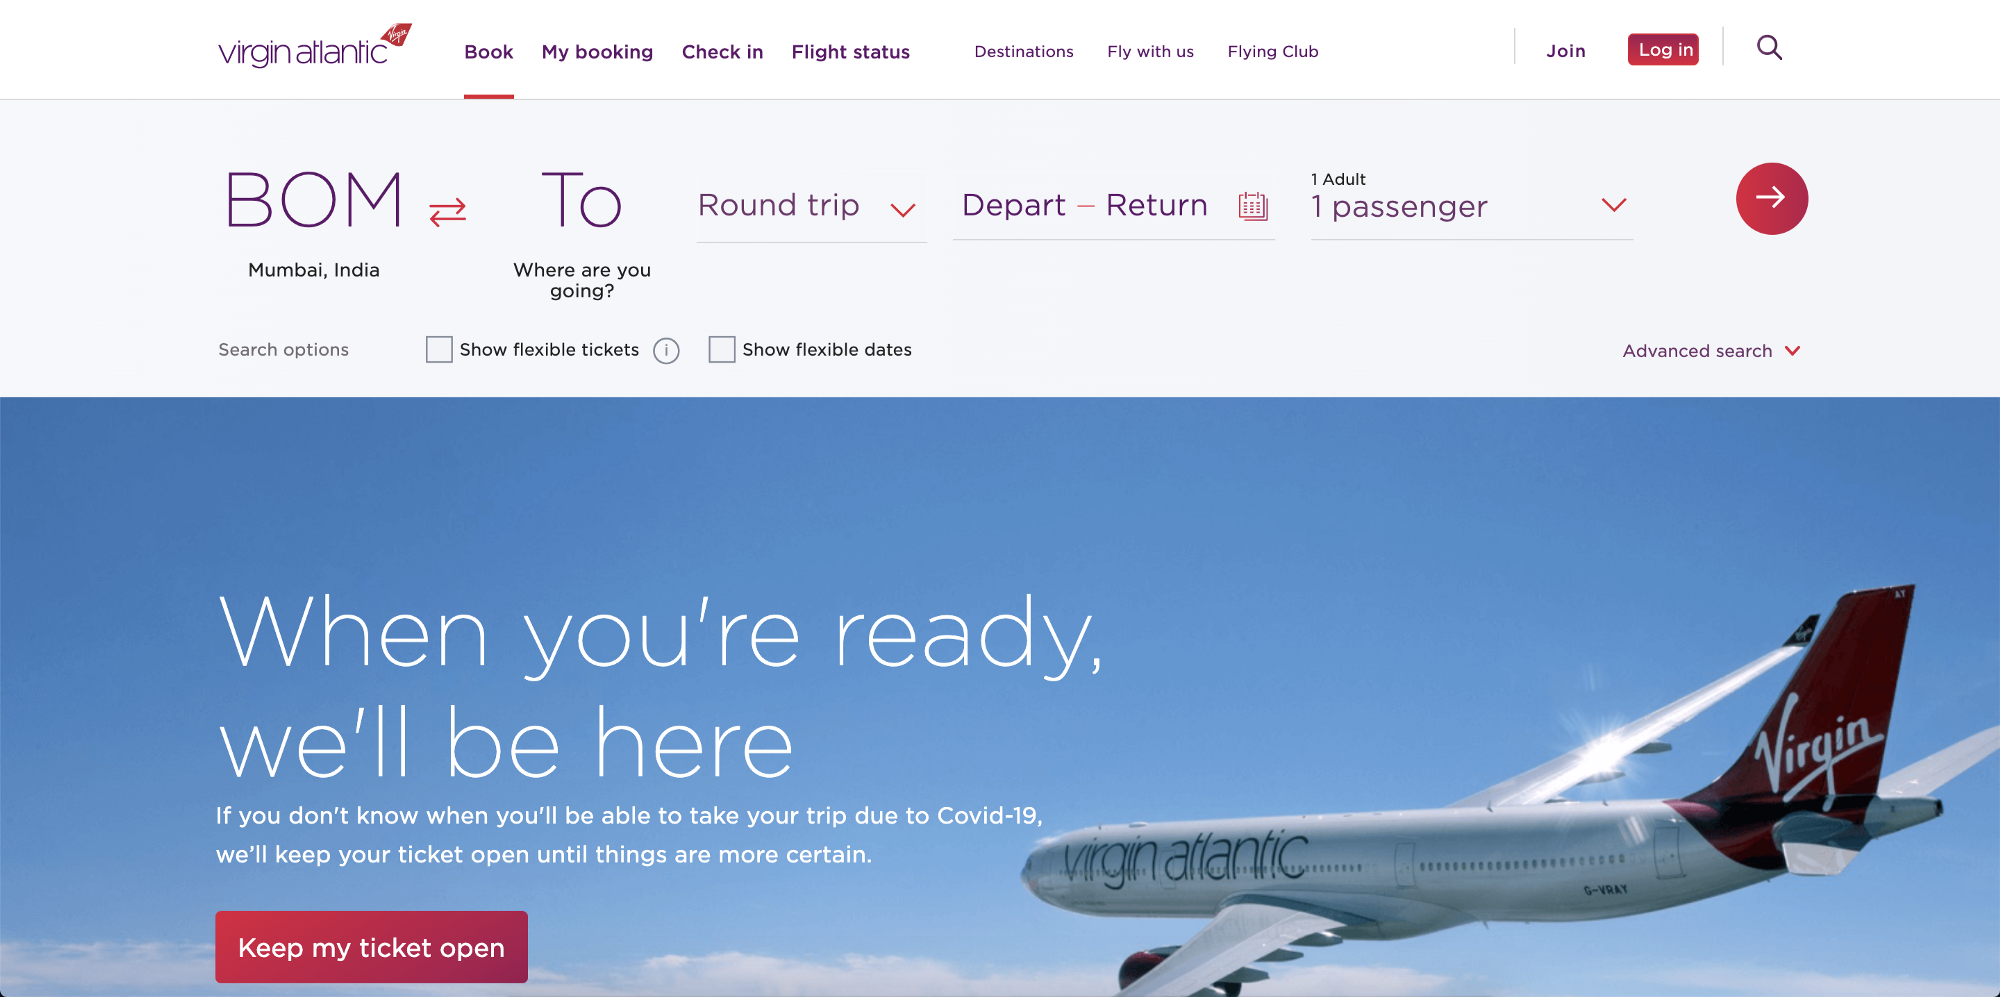 virgin atlantic Virgin
Book My booking Check in Flight status Destinations Fly with us Flying Club Join Log in
BOM To Round trip Depart – Return 1 Adult
1 passenger
Mumbai, India Where are you
going?
Search options Show flexible tickets i Show flexible dates Advanced search
When you're ready,
we'll be here
If you don't know when you'll be able to take your trip due to Covid-19,
we’ll keep your ticket open until things are more certain.
Keep my ticket open
Virgin
virgin atlantic
G-VRAY